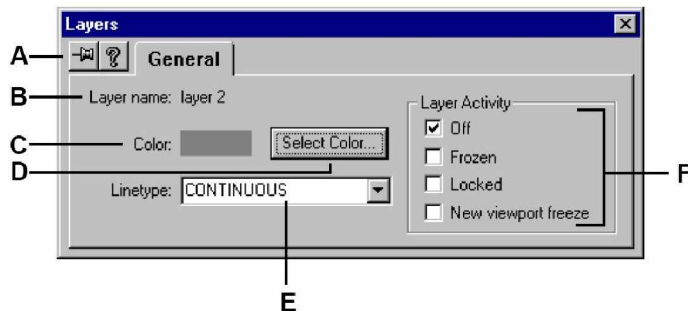 Layers
A
General
B
Layer name: layer 2
Layer Activity
Off
C
Color:
Select Color...
D
Frozen
F
Linetype: CONTINUOUS
Locked
New viewport freeze
E